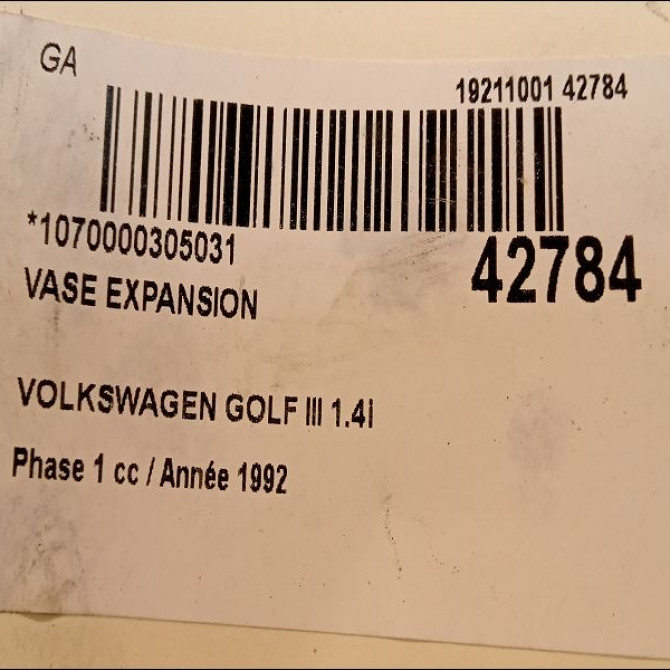 GA
19211001 42784
*1070000305031
42784
VASE EXPANSION
VOLKSWAGEN GOLF III 1.4i
Phase 1 cc / Année 1992